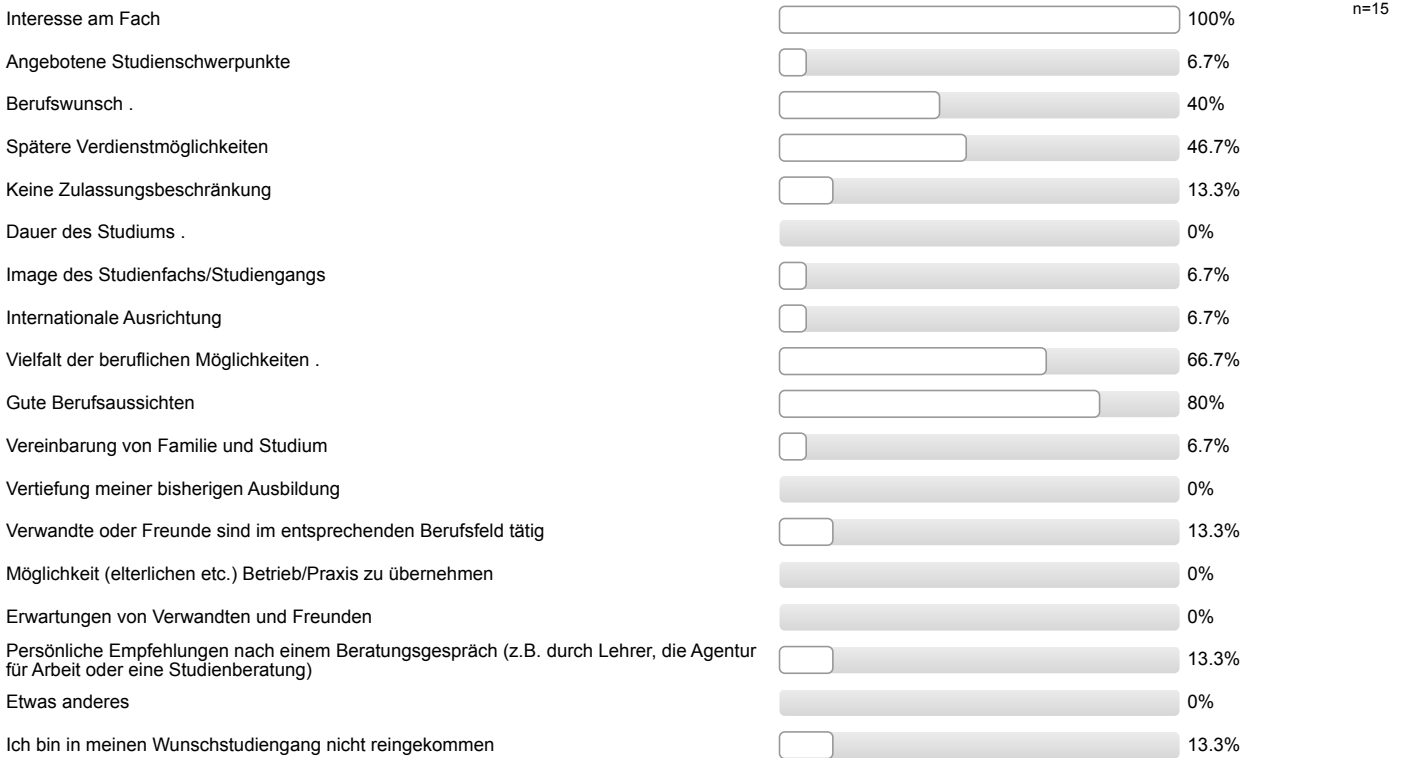 Interesse am Fach 100% n=15
Angebotene Studienschwerpunkte 6.7%
Berufswunsch . 40%
Spätere Verdienstmöglichkeiten 46.7%
Keine Zulassungsbeschränkung 13.3%
Dauer des Studiums . 0%
Image des Studienfachs/Studiengangs 6.7%
Internationale Ausrichtung 6.7%
Vielfalt der beruflichen Möglichkeiten . 66.7%
Gute Berufsaussichten 80%
Vereinbarung von Familie und Studium 6.7%
Vertiefung meiner bisherigen Ausbildung 0%
Verwandte oder Freunde sind im entsprechenden Berufsfeld tätig 13.3%
Möglichkeit (elterlichen etc.) Betrieb/Praxis zu übernehmen 0%
Erwartungen von Verwandten und Freunden 0%
Persönliche Empfehlungen nach einem Beratungsgespräch (z.B. durch Lehrer, die Agentur
für Arbeit oder eine Studienberatung) 13.3%
Etwas anderes 0%
Ich bin in meinen Wunschstudiengang nicht reingekommen 13.3%